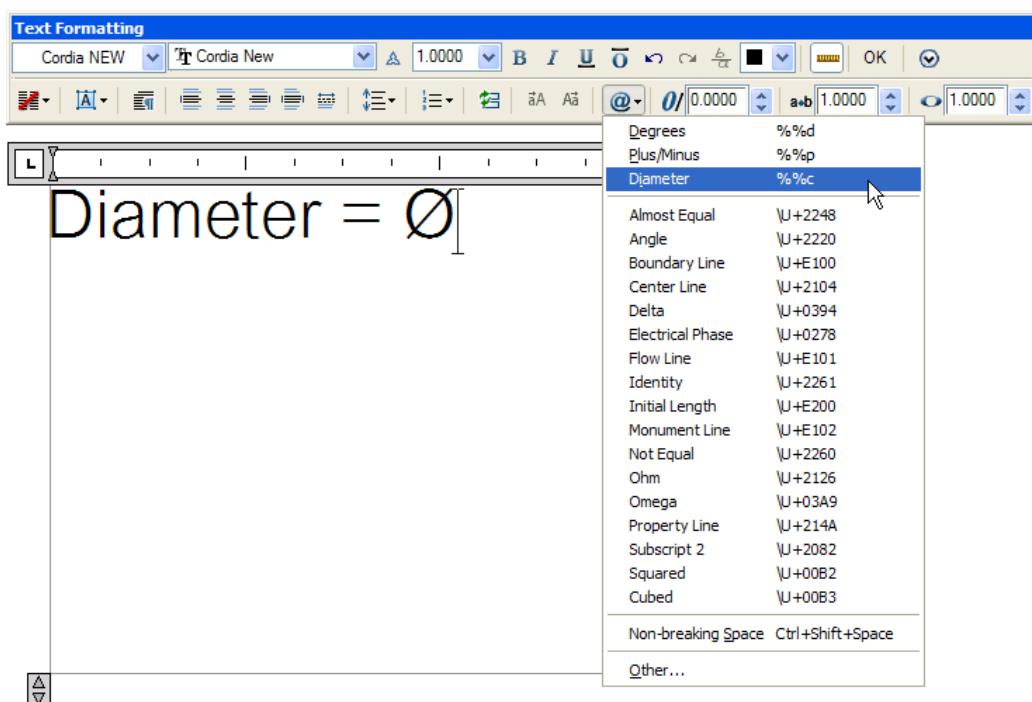 Text Formatting
Cordia NEW Cordia New 1.0000 B I U O OK
@ 0/ 0.0000 a•b 1.0000 1.0000
Diameter = Ø
Degrees %%d
Plus/Minus %%p
Diameter %%c
Almost Equal \U+2248
Angle \U+2220
Boundary Line \U+E100
Center Line \U+2104
Delta \U+0394
Electrical Phase \U+0278
Flow Line \U+E101
Identity \U+2261
Initial Length \U+E200
Monument Line \U+E102
Not Equal \U+2260
Ohm \U+2126
Omega \U+03A9
Property Line \U+214A
Subscript 2 \U+2082
Squared \U+00B2
Cubed \U+00B3
Non-breaking Space Ctrl+Shift+Space
Other...